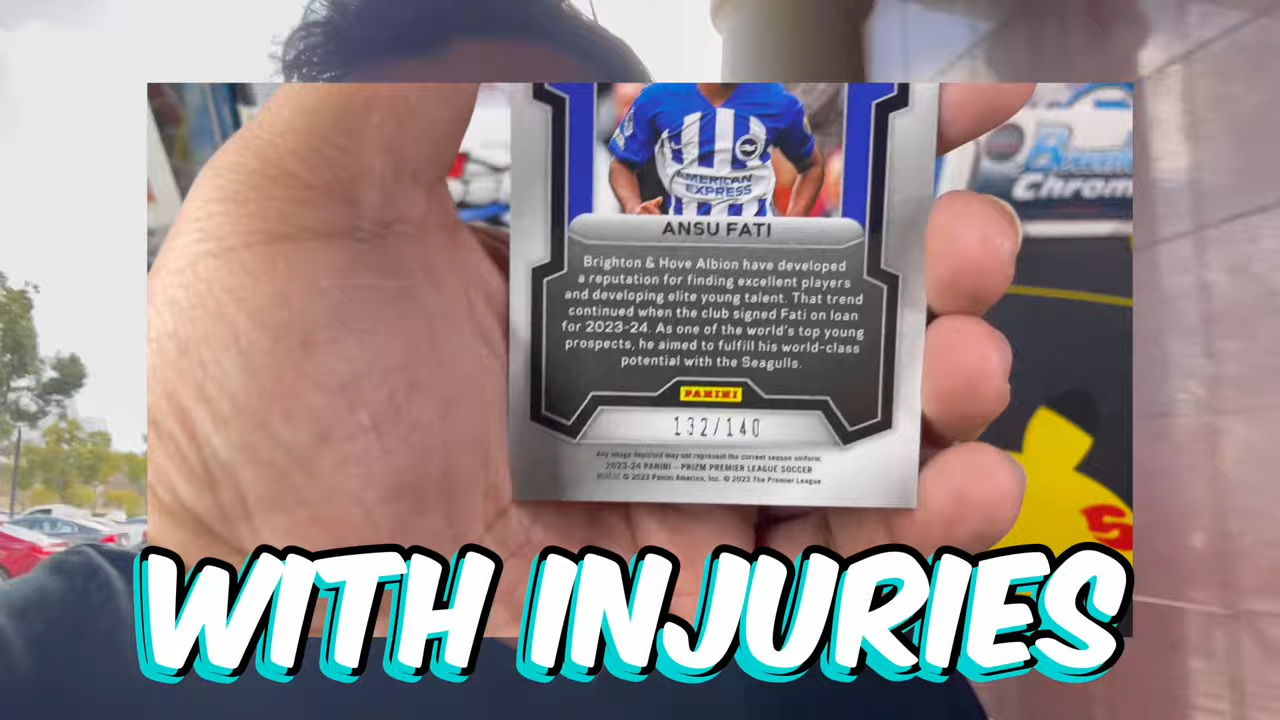 AMERICAN
EXPRESS
ANSU FATI
Brighton & Hove Albion have developed
a reputation for finding excellent players
and developing elite young talent. That trend
continued when the club signed Fati on loan
for 2023-24. As one of the world's top young
prospects, he aimed to fulfill his world-class
potential with the Seagulls.
PANINI
132/140
Any image depicted may not represent the current season uniform.
2023-24 PANINI – PRIZM PREMIER LEAGUE SOCCER
© 2023 Panini America, Inc. © 2023 The Premier League
Chrom
WITH INJURIES